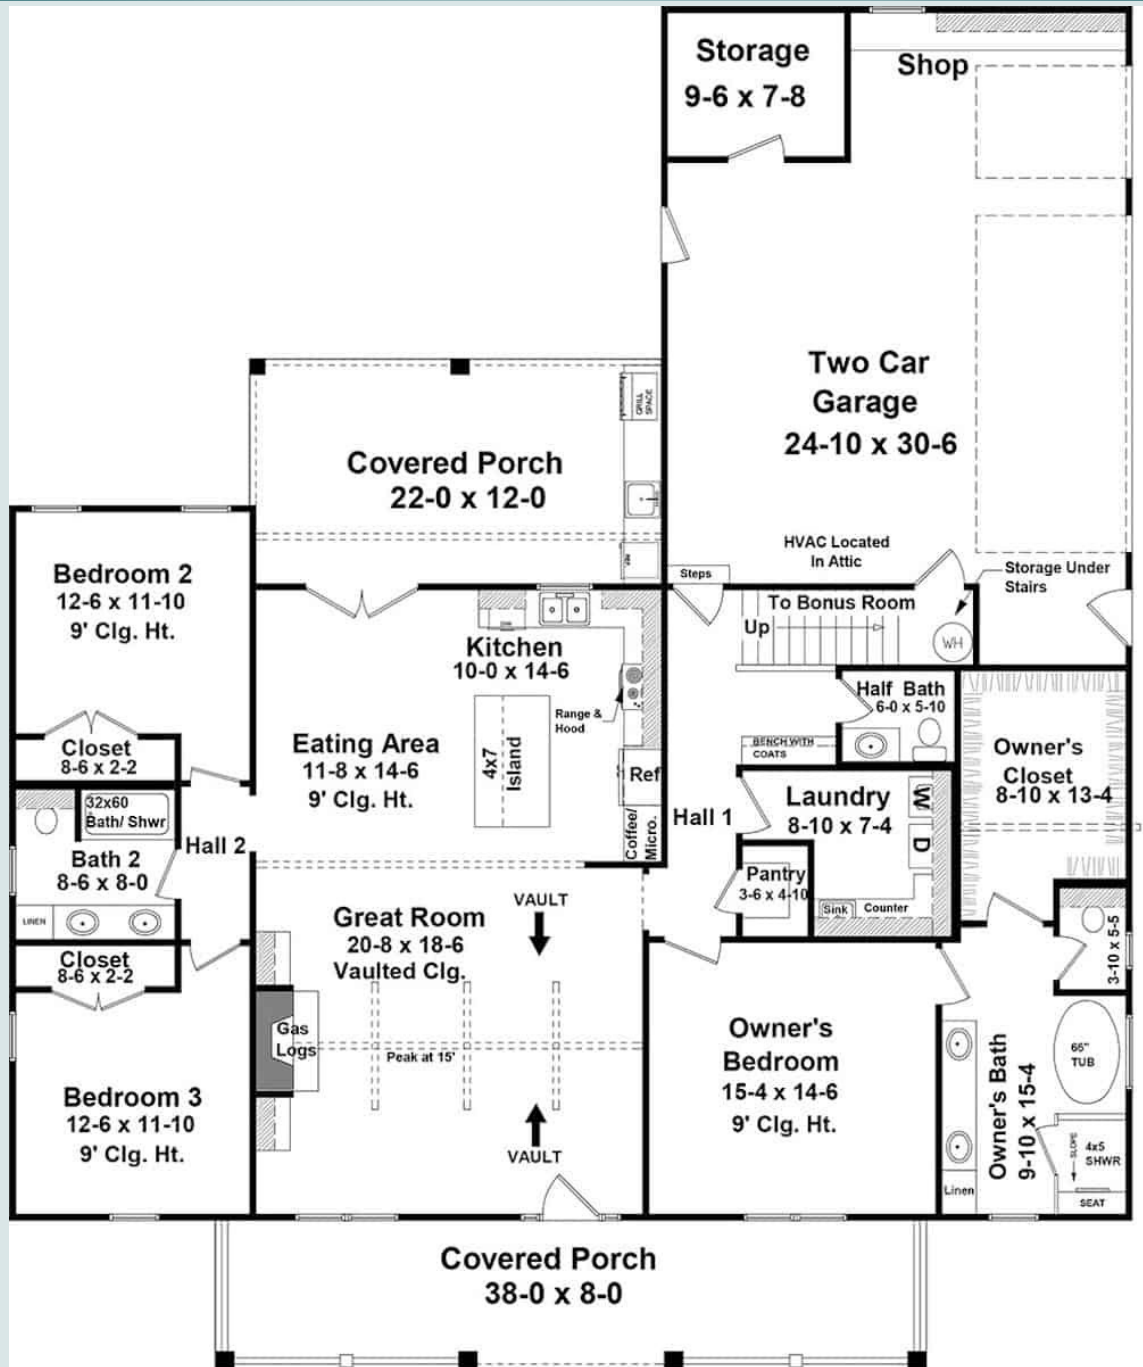 Storage
9-6 x 7-8
Shop
Two Car
Garage
24-10 x 30-6
GRILL
SPACE
Covered Porch
22-0 x 12-0
REF
HVAC Located
In Attic
Steps
Storage Under
Stairs
Bedroom 2
12-6 x 11-10
9' Clg. Ht.
To Bonus Room
Up
WH
Kitchen
10-0 x 14-6
Range &
Hood
Half Bath
6-0 x 5-10
BENCH WITH
COATS
Owner's
Closet
8-10 x 13-4
Closet
8-6 x 2-2
Eating Area
11-8 x 14-6
9' Clg. Ht.
4x7
Island
Ref
Coffee/
Micro.
Hall 1
Laundry
8-10 x 7-4
W
D
32x60
Bath/ Shwr
Hall 2
Bath 2
8-6 x 8-0
LINEN
Pantry
3-6 x 4-10
Sink
Counter
VAULT
Great Room
20-8 x 18-6
Vaulted Clg.
3-10 x 5-5
Closet
8-6 x 2-2
Gas
Logs
Peak at 15'
Owner's
Bedroom
15-4 x 14-6
9' Clg. Ht.
Owner's Bath
9-10 x 15-4
66"
TUB
Bedroom 3
12-6 x 11-10
9' Clg. Ht.
VAULT
SLOPE
4x5
SHWR
Linen
SEAT
Covered Porch
38-0 x 8-0